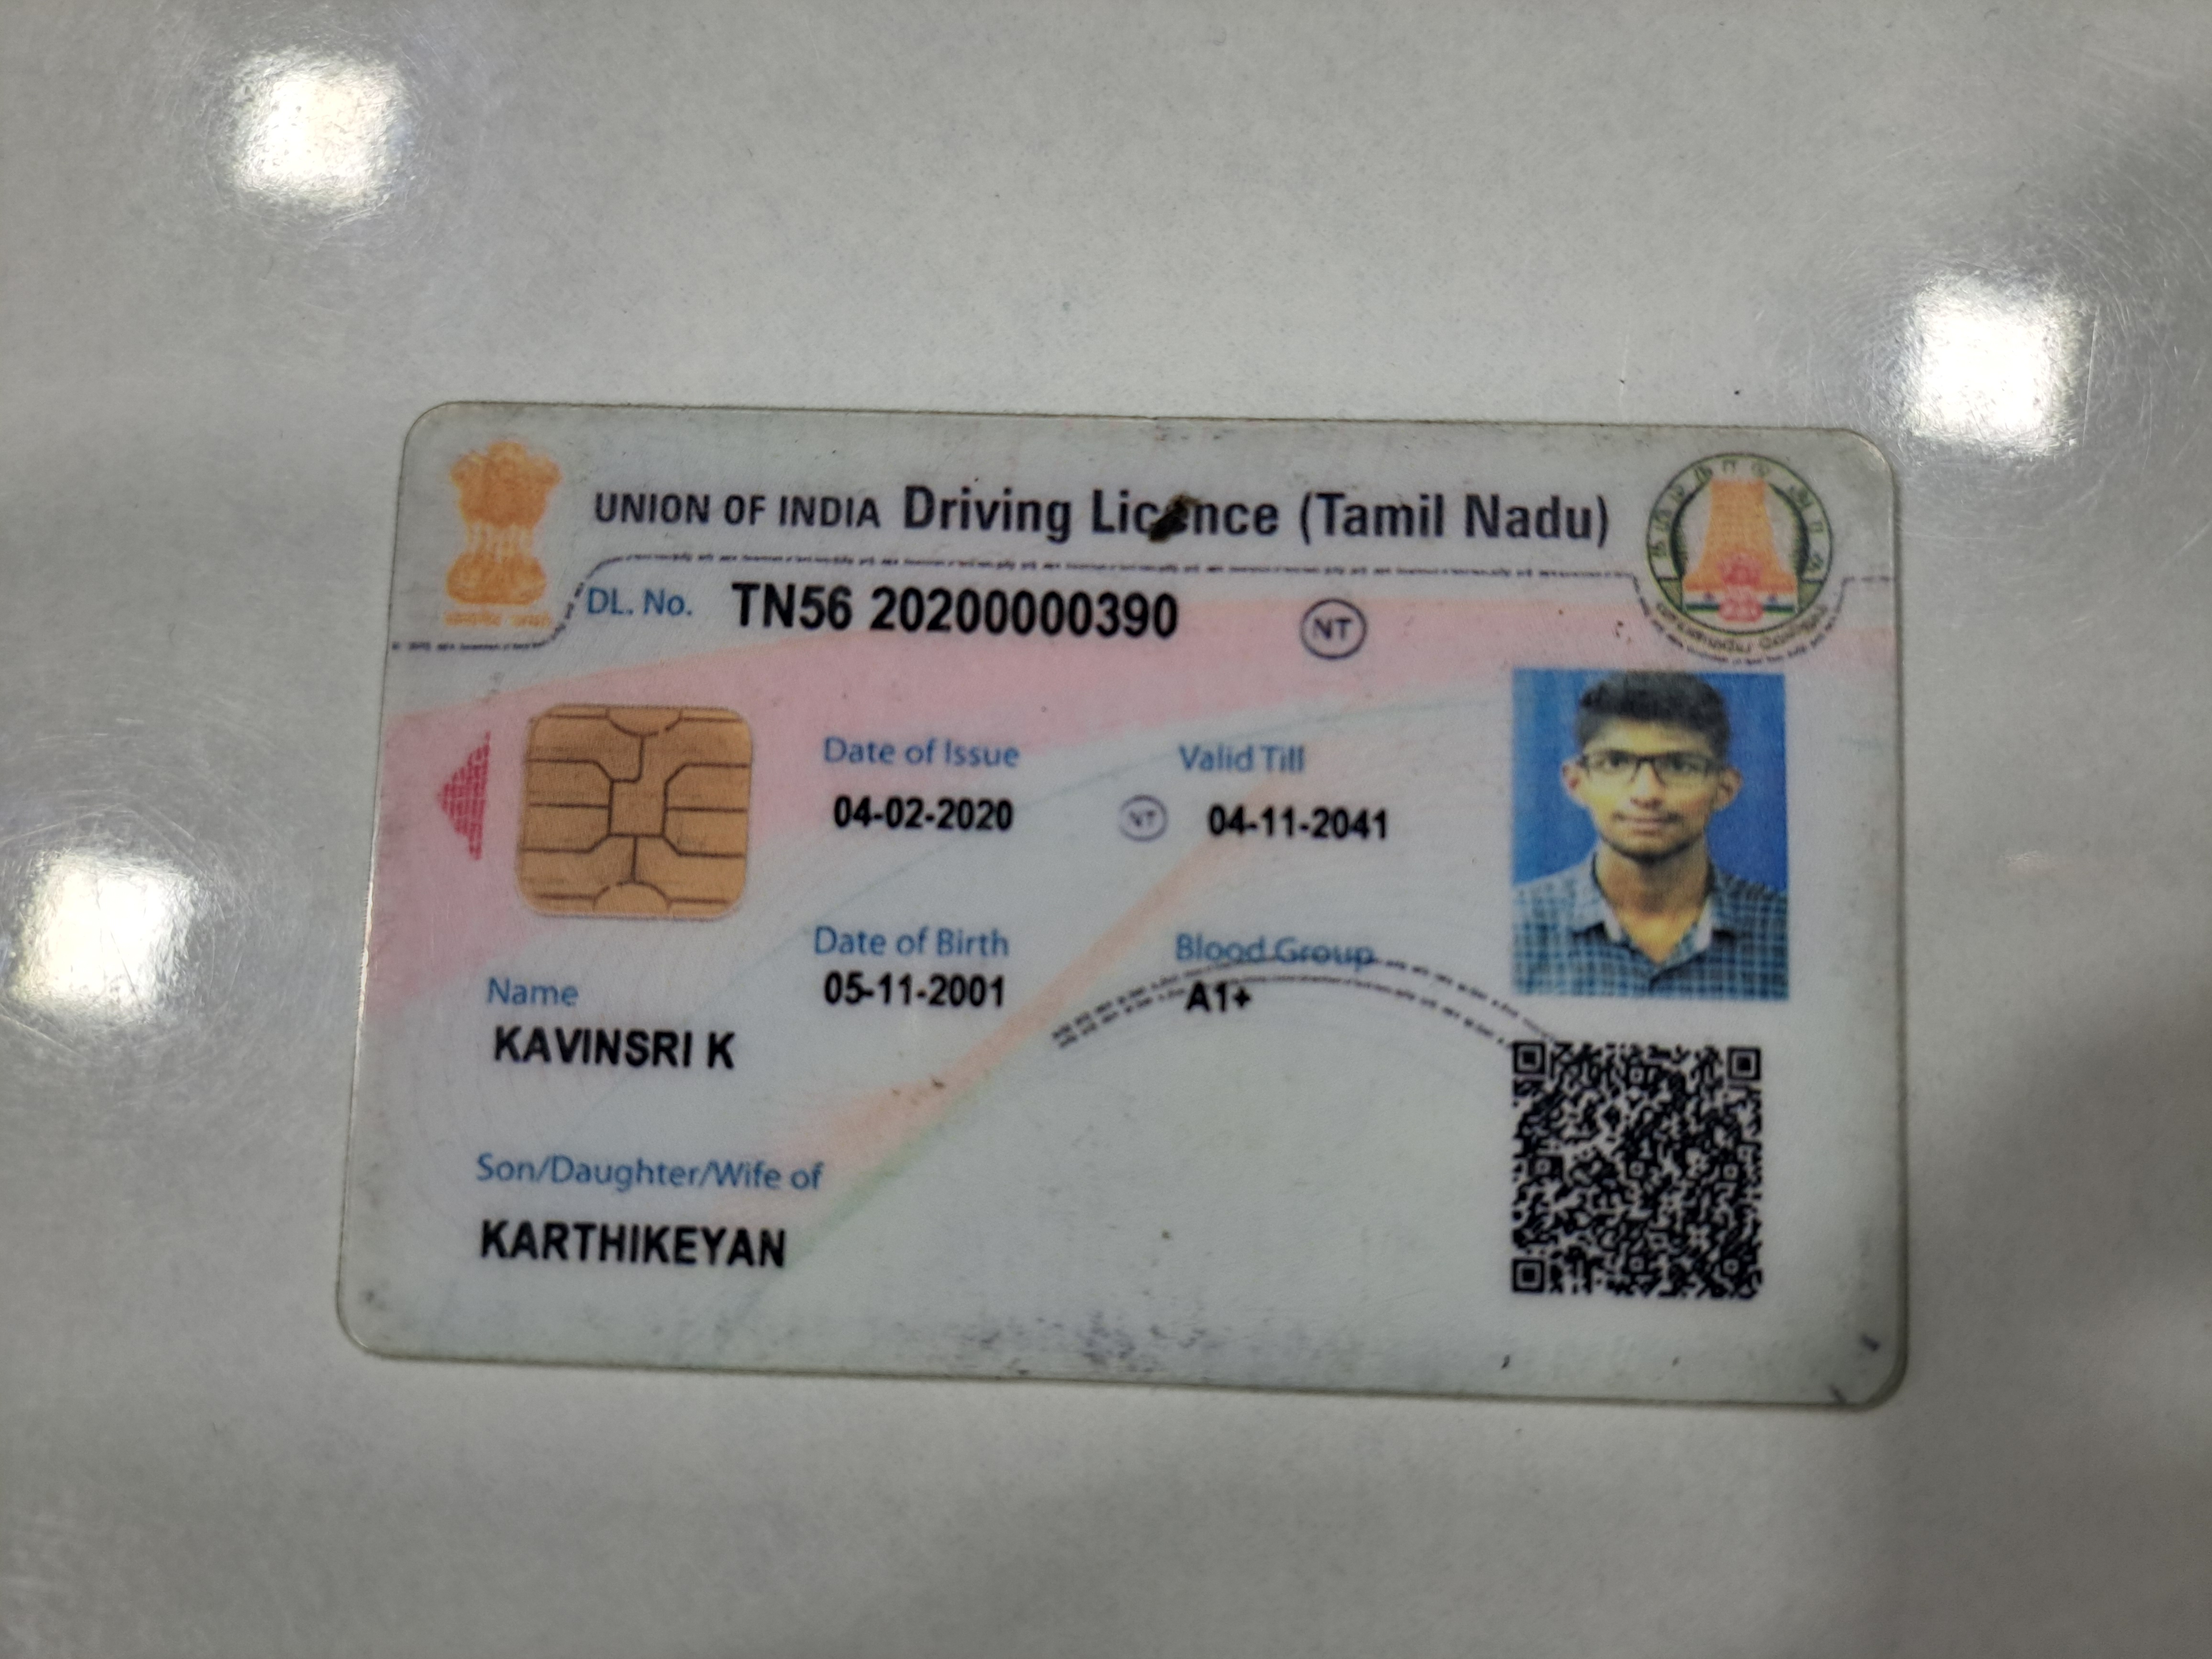 UNION OF INDIA Driving Licence (Tamil Nadu)
DL. No. TN56 20200000390 NT
Date of Issue
04-02-2020
Valid Till
NT 04-11-2041
Name
KAVINSRI K
Date of Birth
05-11-2001
Blood Group
A1+
Son/Daughter/Wife of
KARTHIKEYAN